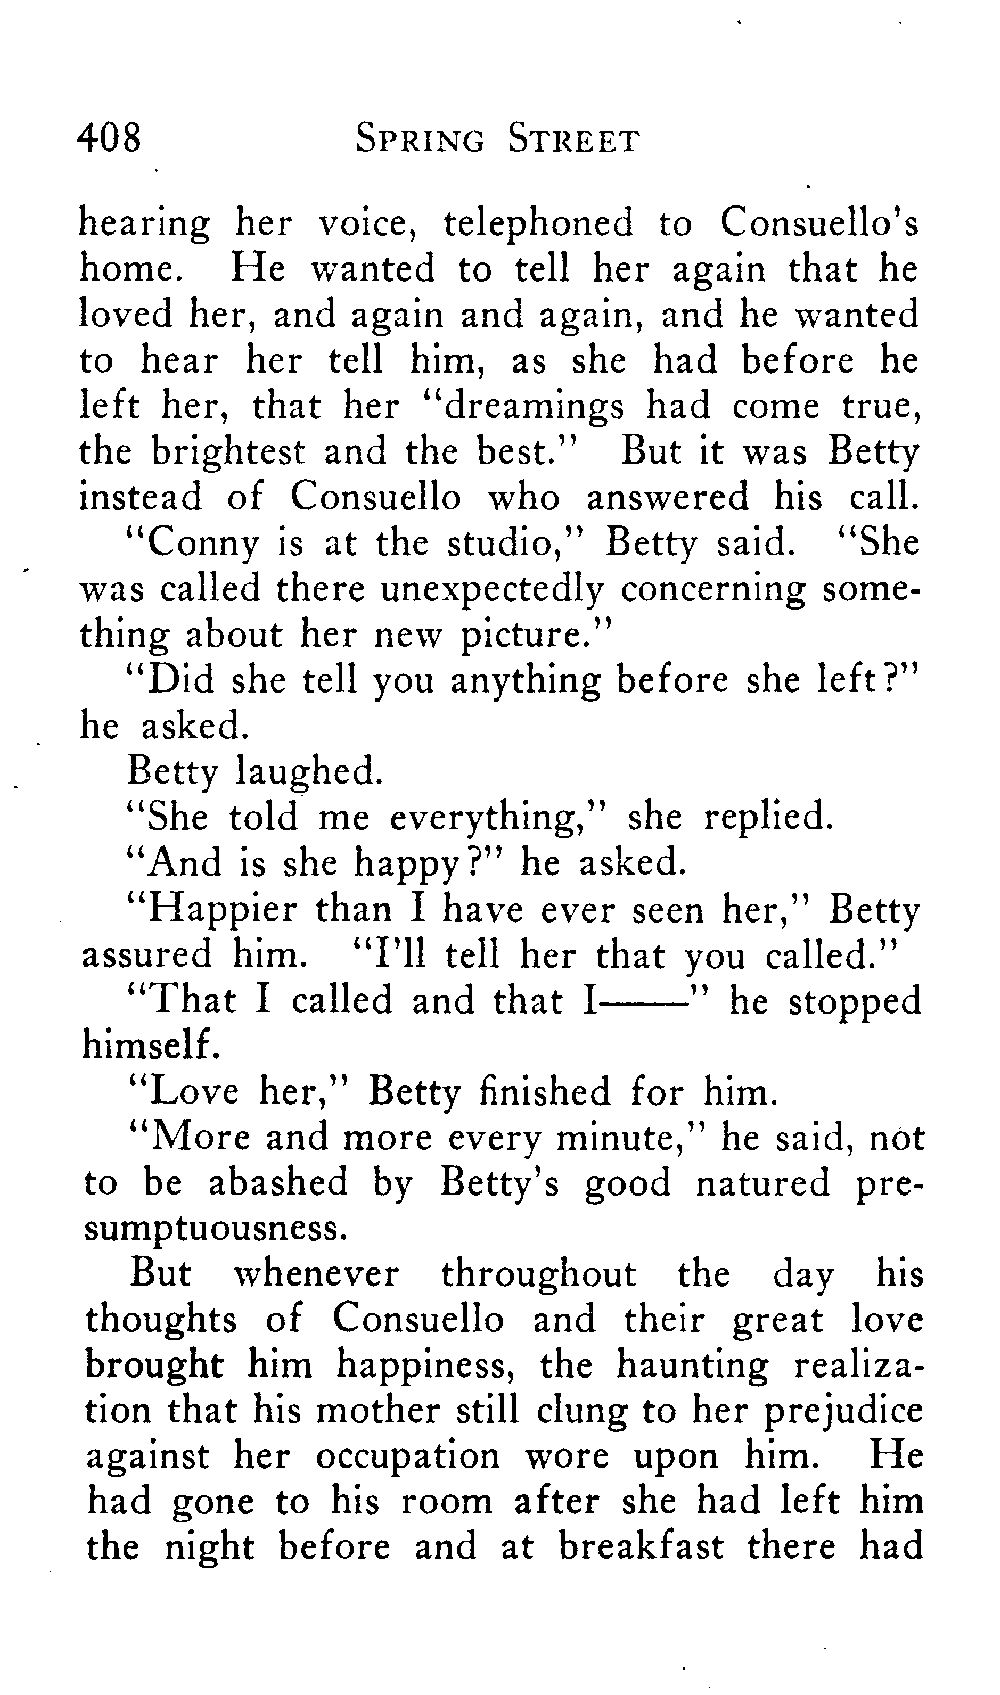 408 SPRING STREET
hearing her voice, telephoned to Consuello's
home. He wanted to tell her again that he
loved her, and again and again, and he wanted
to hear her tell him, as she had before he
left her, that her "dreamings had come true,
the brightest and the best." But it was Betty
instead of Consuello who answered his call.
"Conny is at the studio," Betty said. "She
was called there unexpectedly concerning some-
thing about her new picture."
"Did she tell you anything before she left?"
he asked.
Betty laughed.
"She told me everything," she replied.
"And is she happy?" he asked.
"Happier than I have ever seen her," Betty
assured him. "I'll tell her that you called."
"That I called and that I——" he stopped
himself.
"Love her," Betty finished for him.
"More and more every minute," he said, not
to be abashed by Betty's good natured pre-
sumptuousness.
But whenever throughout the day his
thoughts of Consuello and their great love
brought him happiness, the haunting realiza-
tion that his mother still clung to her prejudice
against her occupation wore upon him. He
had gone to his room after she had left him
the night before and at breakfast there had